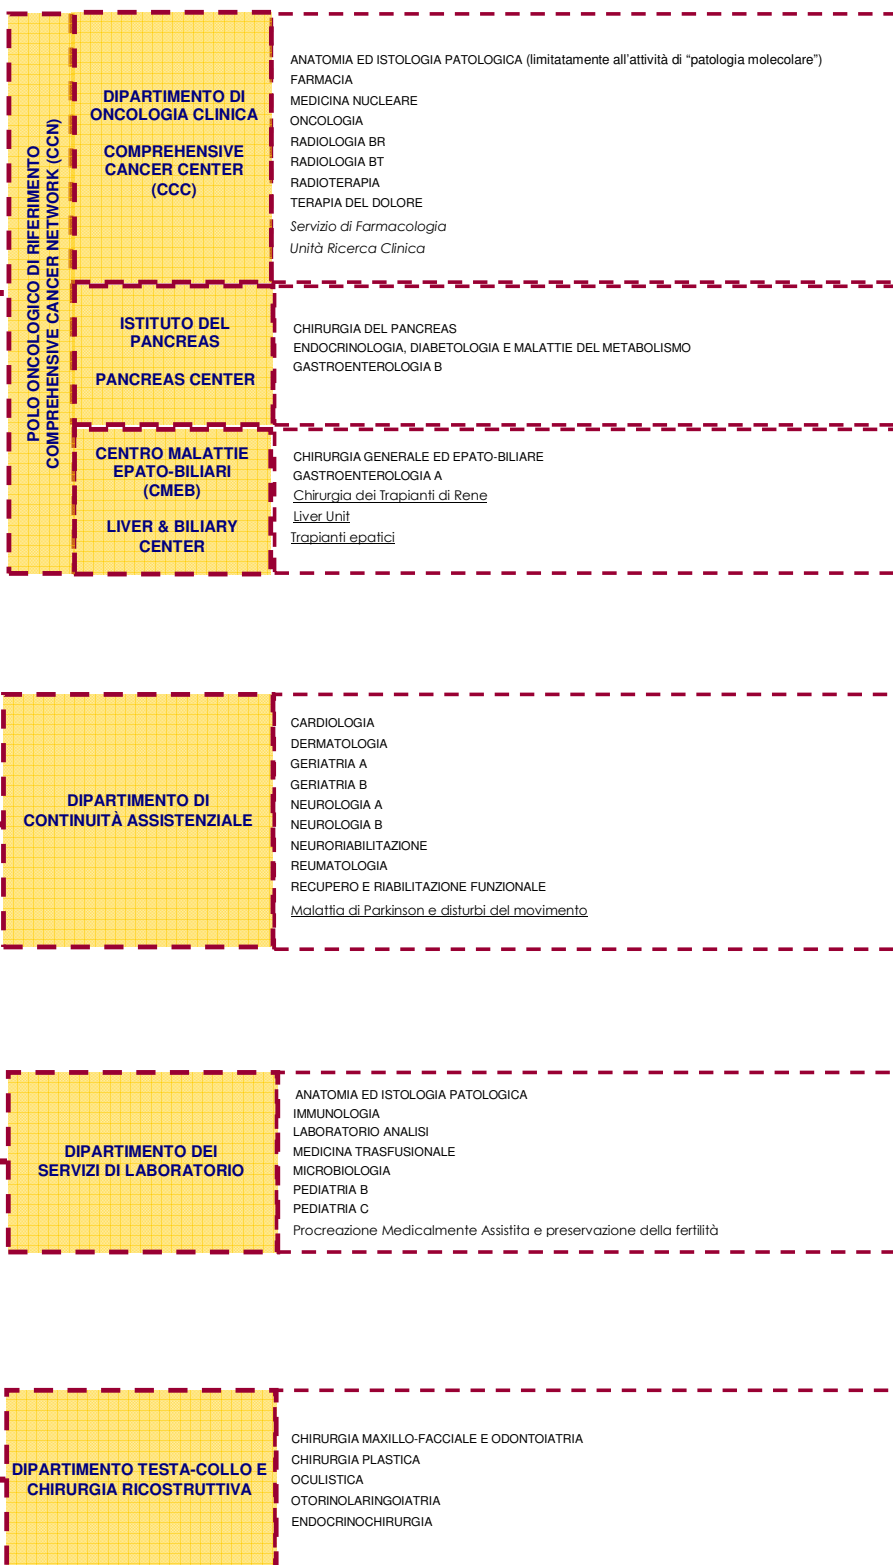 POLO ONCOLOGICO DI RIFERIMENTO
COMPREHENSIVE CANCER NETWORK (CCN)
DIPARTIMENTO DI
ONCOLOGIA CLINICA
COMPREHENSIVE
CANCER CENTER
(CCC)
ANATOMIA ED ISTOLOGIA PATOLOGICA (limitatamente all'attività di “patologia molecolare”)
FARMACIA
MEDICINA NUCLEARE
ONCOLOGIA
RADIOLOGIA BR
RADIOLOGIA BT
RADIOTERAPIA
TERAPIA DEL DOLORE
Servizio di Farmacologia
Unità Ricerca Clinica
ISTITUTO DEL
PANCREAS
PANCREAS CENTER
CHIRURGIA DEL PANCREAS
ENDOCRINOLOGIA, DIABETOLOGIA E MALATTIE DEL METABOLISMO
GASTROENTEROLOGIA B
CENTRO MALATTIE
EPATO-BILIARI
(CMEB)
LIVER & BILIARY
CENTER
CHIRURGIA GENERALE ED EPATO-BILIARE
GASTROENTEROLOGIA A
Chirurgia dei Trapianti di Rene
Liver Unit
Trapianti epatici
DIPARTIMENTO DI
CONTINUITÀ ASSISTENZIALE
CARDIOLOGIA
DERMATOLOGIA
GERIATRIA A
GERIATRIA B
NEUROLOGIA A
NEUROLOGIA B
NEURORIABILITAZIONE
REUMATOLOGIA
RECUPERO E RIABILITAZIONE FUNZIONALE
Malattia di Parkinson e disturbi del movimento
DIPARTIMENTO DEI
SERVIZI DI LABORATORIO
ANATOMIA ED ISTOLOGIA PATOLOGICA
IMMUNOLOGIA
LABORATORIO ANALISI
MEDICINA TRASFUSIONALE
MICROBIOLOGIA
PEDIATRIA B
PEDIATRIA C
Procreazione Medicalmente Assistita e preservazione della fertilità
DIPARTIMENTO TESTA-COLLO E
CHIRURGIA RICOSTRUTTIVA
CHIRURGIA MAXILLO-FACCIALE E ODONTOIATRIA
CHIRURGIA PLASTICA
OCULISTICA
OTORINOLARINGOIATRIA
ENDOCRINOCHIRURGIA